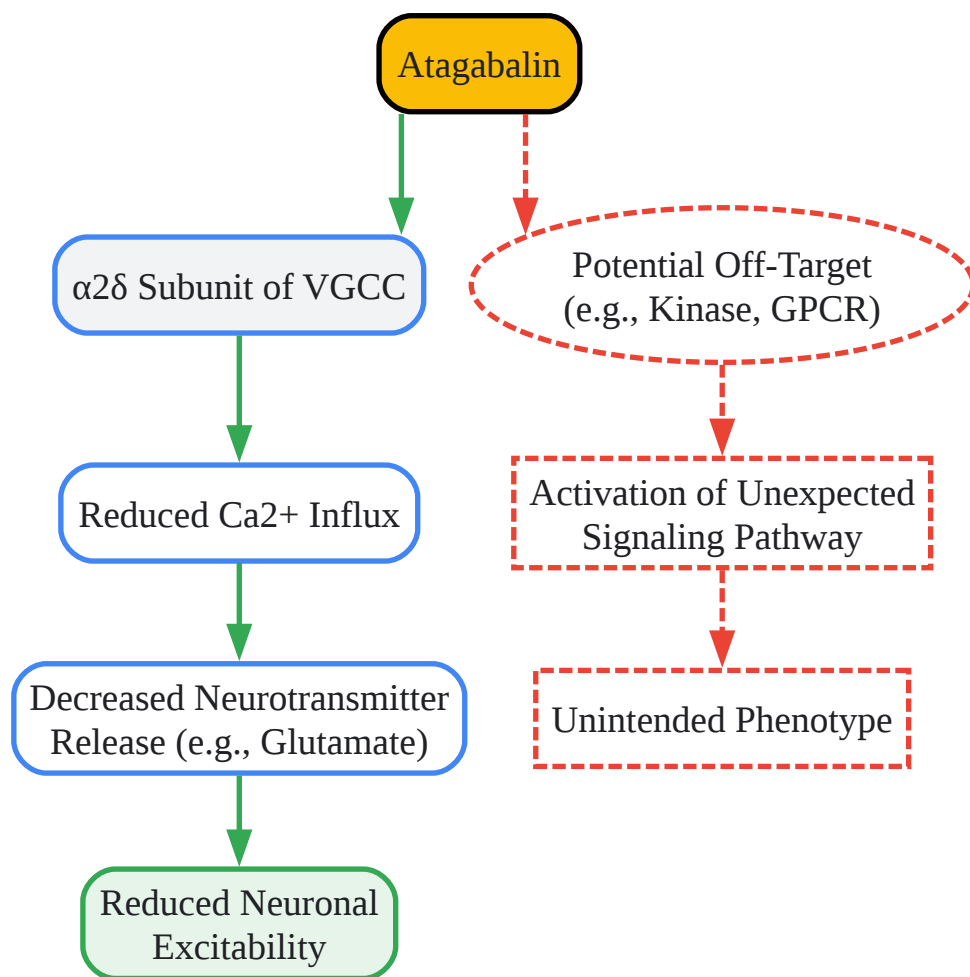 Atagabalin
α2δ Subunit of VGCC
Potential Off-Target
(e.g., Kinase, GPCR)
Reduced Ca2+ Influx
Activation of Unexpected
Signaling Pathway
Decreased Neurotransmitter
Release (e.g., Glutamate)
Unintended Phenotype
Reduced Neuronal
Excitability